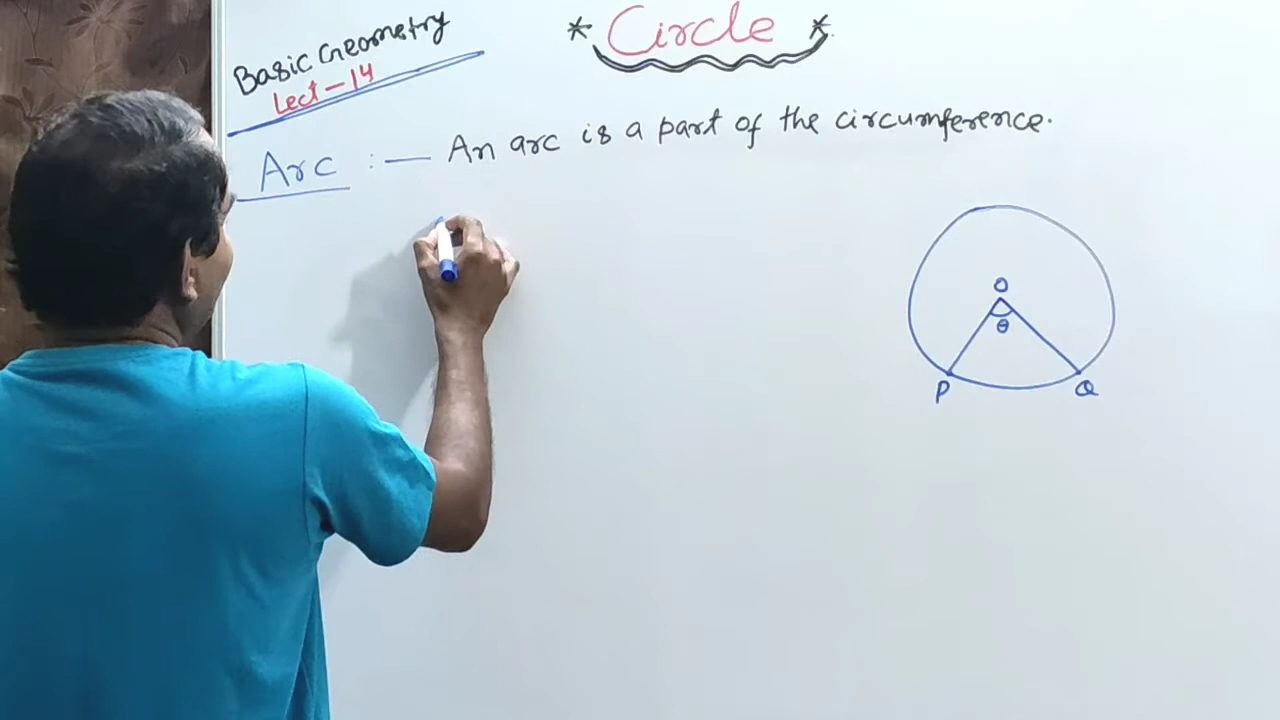 Basic Geometry
Lect - 14
* Circle *
Arc : — An arc is a part of the circumference.
O
θ
P
Q